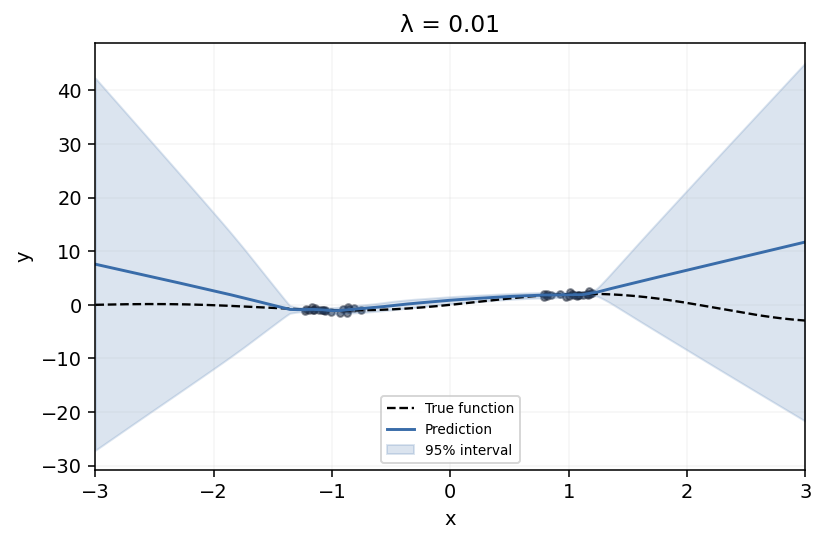 λ = 0.01
y
40
30
20
10
0
−10
−20
−30
True function
Prediction
95% interval
−3 −2 −1 0 1 2 3
x